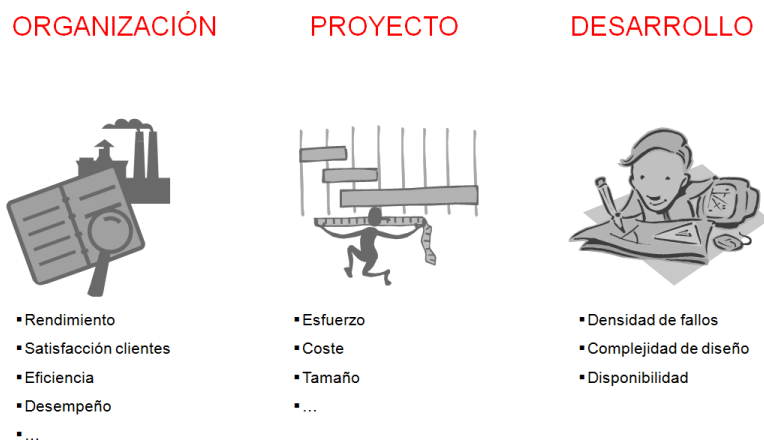 ORGANIZACIÓN
PROYECTO
DESARROLLO
▪Rendimiento
▪Satisfacción clientes
▪Eficiencia
▪Desempeño
▪...
▪Esfuerzo
▪Coste
▪Tamaño
▪...
▪Densidad de fallos
▪Complejidad de diseño
▪Disponibilidad